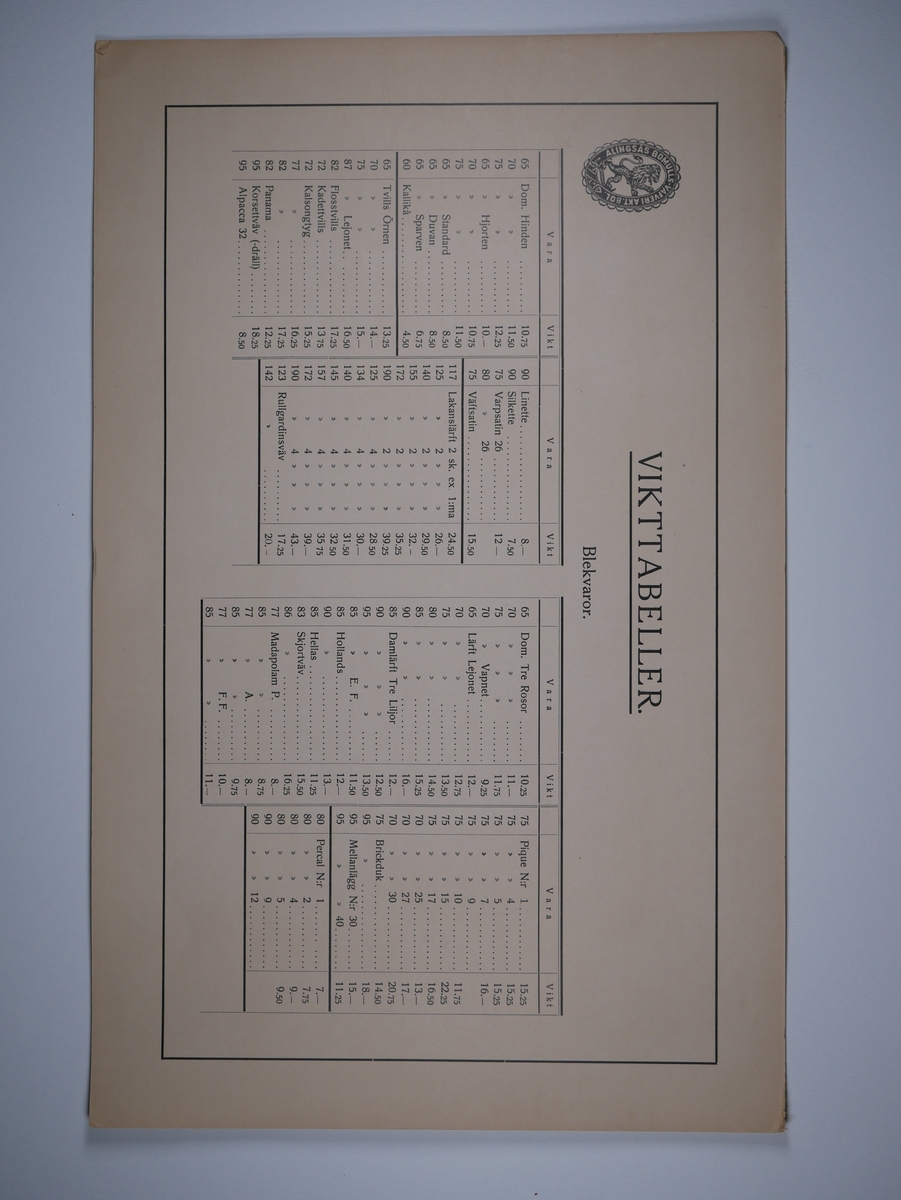 ALINGSÅS BOMULLSVÄVERI AKT. BOL.
VIKTTABELLER.
Blekvaror.
Vara Vikt
65 Dom. Hinden 10.75
70 » » 11.50
75 » » 12.25
65 » Hjorten 10.—
70 » » 10.75
75 » » 11.50
65 » Standard 8.50
65 » Duvan 8.50
65 » Sparven 6.75
60 Kallikå 4.50
65 Tvills Örnen 13.25
70 » » 14.—
75 » » 15.—
87 » Lejonet 16.50
82 Flosstvills 17.25
72 Kadettvills 13 75
72 Kalsongtyg 15.25
77 » 16.25
82 » 17.25
82 Panama 12.25
95 Korsettväv (-dräll) 18.25
95 Alpacca 32 8.50
Vara Vikt
90 Linette 8.—
90 Silkette 7.50
75 Varpsatin 26 12 —
80 » 26
75 Väftsatin 15.50
117 Lakanslärft 2 sk. ex 1:ma 24.50
125 » 2 » » » 26.—
140 » 2 » » » 29.50
155 » 2 » » » 32.-
172 » 2 » » » 35.25
190 » 2 » » » 39.25
125 » 4 » » » 28 50
134 » 4 » » » 30.—
140 » 4 » » » 31.50
145 » 4 » » » 32 50
157 » 4 » » » 35 75
172 » 4 » » » 39.—
190 » 4 » » » 43.—
123 Rullgardinsväv 17.25
142 » 20.—
Vara Vikt
65 Dom. Tre Rosor 10.25
70 » » » 11.—
75 » » » 11.75
70 » Vapnet 9.25
65 Lärft Lejonet 12.—
70 » » 12.75
75 » » 13.50
80 » » 14.50
85 » » 15.25
90 » » 16.—
85 Damlärft Tre Liljor 12.—
90 » » » 12.50
95 » » » 13.50
85 » E. F. 11.50
85 Hollands 12.—
90 » 13.—
85 Hellas 11.25
83 Skjortväv 15.50
86 » 16.25
77 Madapolam P. 8.—
85 » » 8.75
77 » A. 8.—
85 » » 9.75
77 » F.F. 10.—
85 » » 11.—
Vara Vikt
75 Pique N:r 1 15.25
75 » » 4 15.25
75 » » 5 15.25
75 » » 7 16.—
75 » » 9
75 » » 10 11.75
75 » » 15 22.25
75 » » 17 16.50
70 » » 25 13.—
70 » » 27 17.—
70 » » 30 20.75
75 Brickduk 14.50
95 » 18.—
95 Mellanlägg N:r 30 15.—
95 » » 40 11.25
80 Percal N:r 1 7.—
80 » » 2 7.75
80 » » 4 9.—
80 » » 5 9.50
90 » » 9
90 » » 12